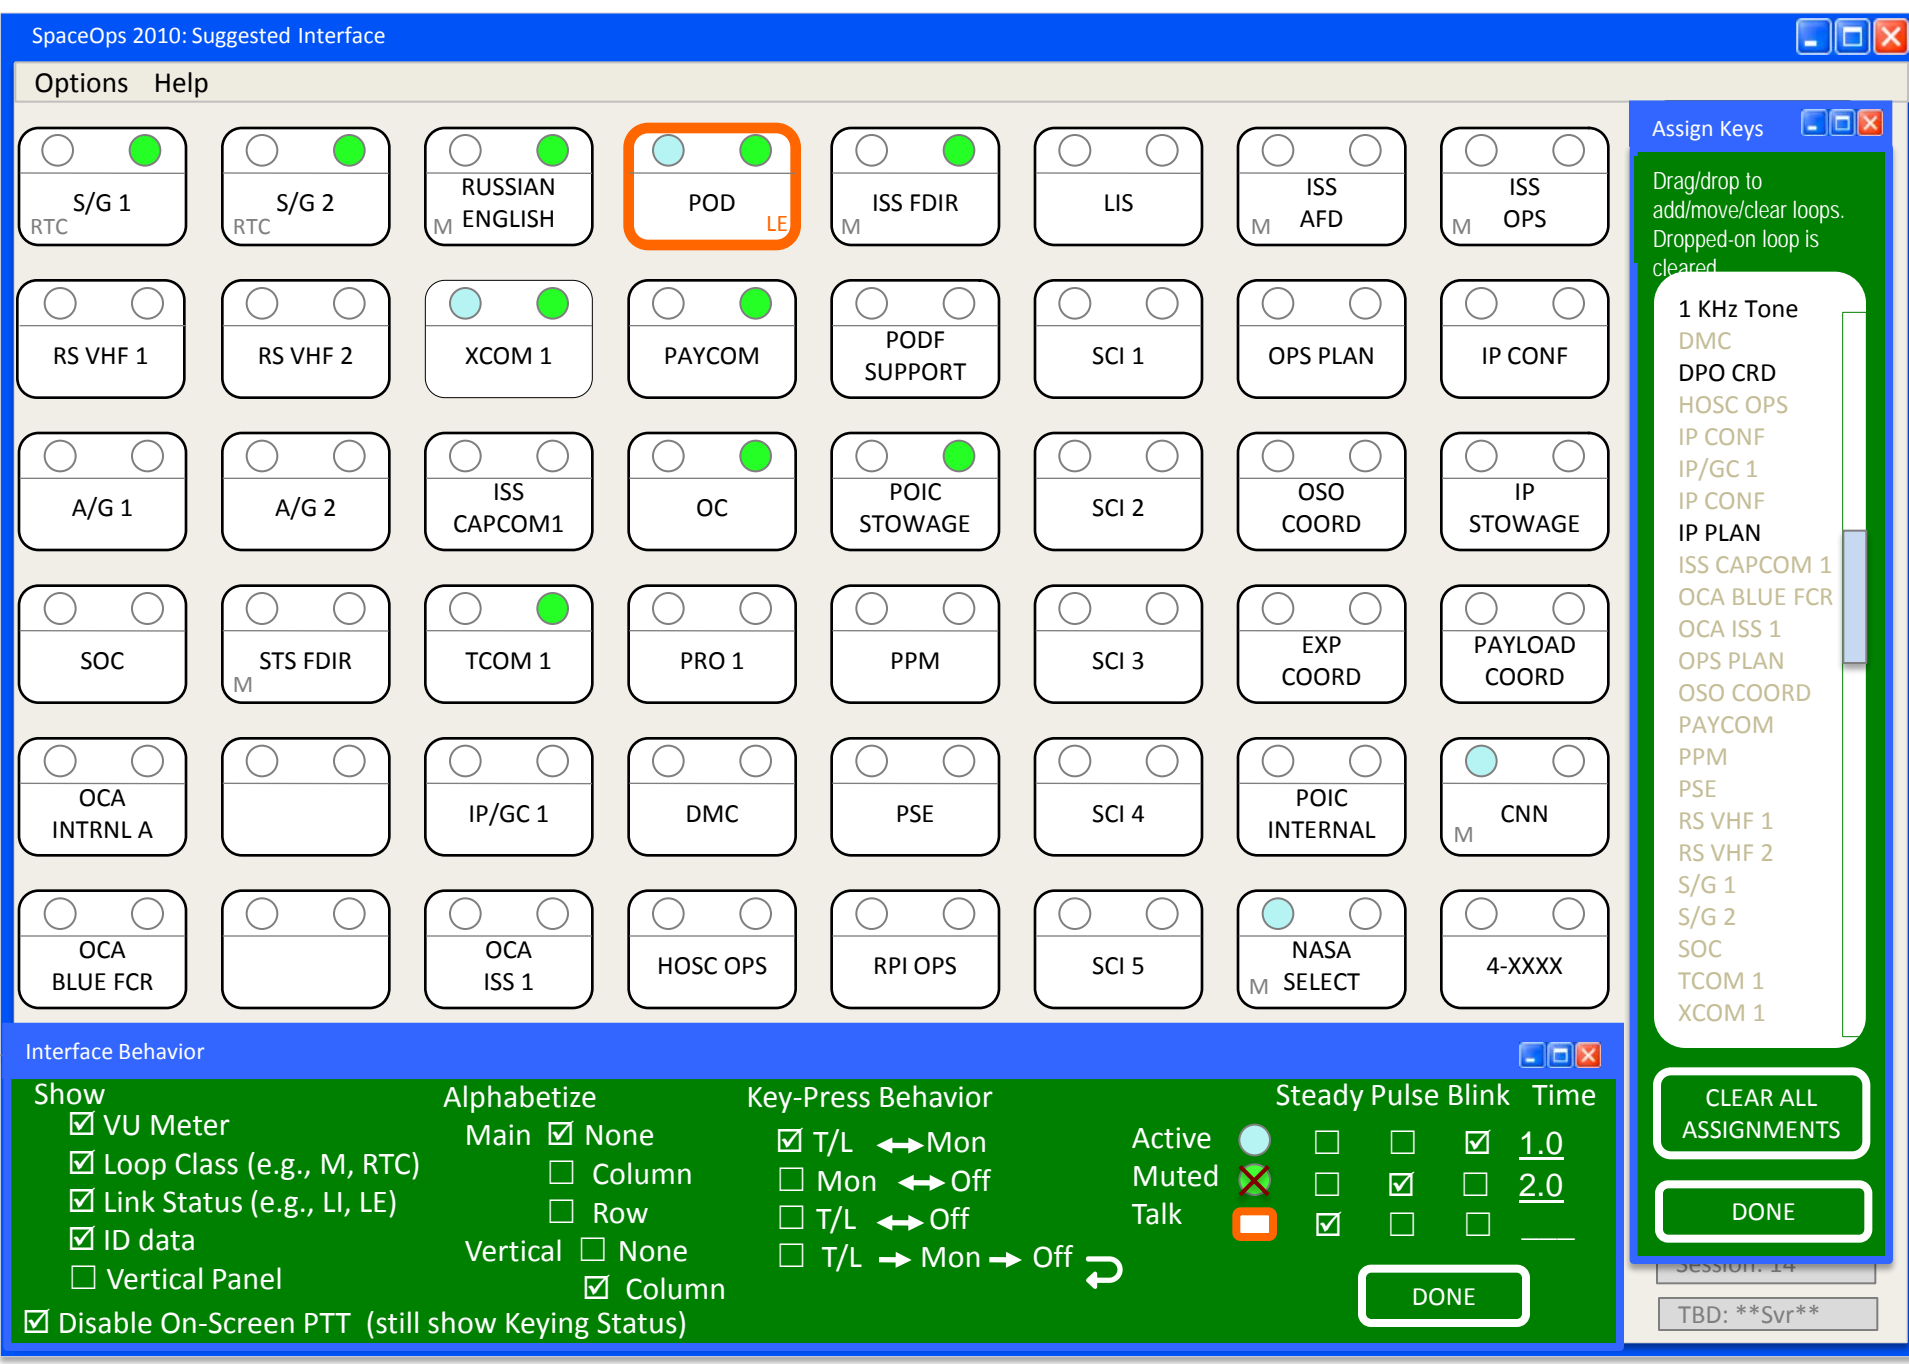 SpaceOps 2010: Suggested Interface
Options Help
S/G 1
RTC
S/G 2
RTC
RUSSIAN
ENGLISH
M
POD
LE
ISS FDIR
M
LIS
ISS
AFD
M
ISS
OPS
M
RS VHF 1
RS VHF 2
XCOM 1
PAYCOM
PODF
SUPPORT
SCI 1
OPS PLAN
IP CONF
A/G 1
A/G 2
ISS
CAPCOM1
OC
POIC
STOWAGE
SCI 2
OSO
COORD
IP
STOWAGE
SOC
STS FDIR
M
TCOM 1
PRO 1
PPM
SCI 3
EXP
COORD
PAYLOAD
COORD
OCA
INTRNL A
IP/GC 1
DMC
PSE
SCI 4
POIC
INTERNAL
CNN
M
OCA
BLUE FCR
OCA
ISS 1
HOSC OPS
RPI OPS
SCI 5
NASA
SELECT
M
4-XXXX
Assign Keys
Drag/drop to
add/move/clear loops.
Dropped-on loop is
cleared
1 KHz Tone
DMC
DPO CRD
HOSC OPS
IP CONF
IP/GC 1
IP CONF
IP PLAN
ISS CAPCOM 1
OCA BLUE FCR
OCA ISS 1
OPS PLAN
OSO COORD
PAYCOM
PPM
PSE
RS VHF 1
RS VHF 2
S/G 1
S/G 2
SOC
TCOM 1
XCOM 1
CLEAR ALL
ASSIGNMENTS
DONE
Session: 14
TBD: **Svr**
Interface Behavior
Show
VU Meter
Loop Class (e.g., M, RTC)
Link Status (e.g., LI, LE)
ID data
Vertical Panel
Disable On-Screen PTT (still show Keying Status)
Alphabetize
Main None
Column
Row
Vertical None
Column
Key-Press Behavior
T/L ↔ Mon
Mon ↔ Off
T/L ↔ Off
T/L → Mon → Off
Steady Pulse Blink Time
Active 1.0
Muted 2.0
Talk
DONE